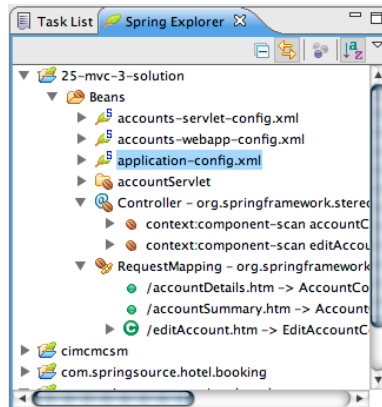 Task List Spring Explorer
25-mvc-3-solution
Beans
accounts-servlet-config.xml
accounts-webapp-config.xml
application-config.xml
accountServlet
Controller - org.springframework.stere
context:component-scan accountC
context:component-scan editAccou
RequestMapping - org.springframework
/accountDetails.htm -> AccountCo
/accountSummary.htm -> Account
/editAccount.htm -> EditAccountC
cimcmcsm
com.springsource.hotel.booking